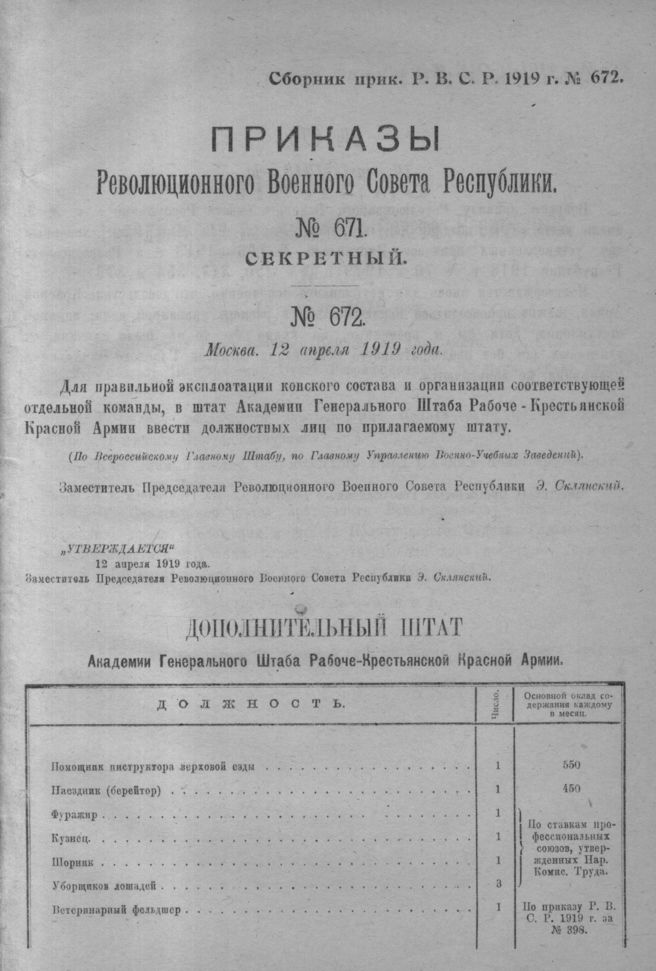 Сборник прик. Р. В. С. Р. 1919 г. № 672.
ПРИКАЗЫ
Революционного Военного Совета Республики.
№ 671.
СЕКРЕТНЫЙ.
№ 672.
Москва. 12 апреля 1919 года.
Для правильной эксплоатации конского состава и организации соответствующей
отдельной команды, в штат Академии Генерального Штаба Рабоче-Крестьянской
Красной Армии ввести должностных лиц по прилагаемому штату.
(По Всероссийскому Главному Штабу, по Главному Управлению Военно-Учебных Заведений).
Заместитель Председателя Революционного Военного Совета Республики Э. Склянский.
„УТВЕРЖДАЕТСЯ“
12 апреля 1919 года.
Заместитель Председателя Революционного Военного Совета Республики Э. Склянский.
ДОПОЛНИТЕЛЬНЫЙ ШТАТ
Академии Генерального Штаба Рабоче-Крестьянской Красной Армии.
ДОЛЖНОСТЬ. Число. Основной оклад со-
держания каждому
в месяц.
Помощник инструктора верховой езды 1 550
Наездник (берейтор) 1 450
Фуражир 1
Кузнец 1
Шорник 1
Уборщиков лошадей 3
По ставкам про-
фессиональных
союзов, утвер-
жденных Нар.
Комис. Труда.
Ветеринарный фельдшер 1 По приказу Р. В.
С. Р. 1919 г. за
№ 398.